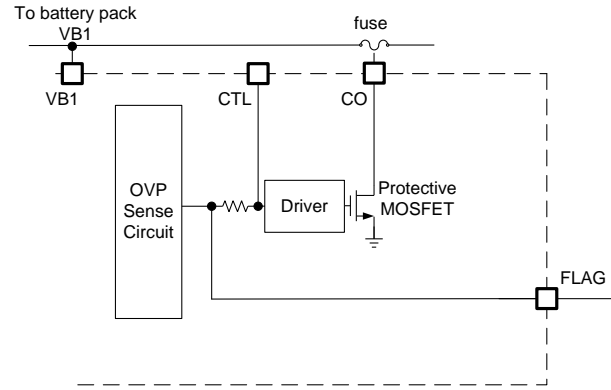 To battery pack
VB1
fuse
VB1
CTL
CO
OVP
Sense
Circuit
Driver
Protective
MOSFET
FLAG